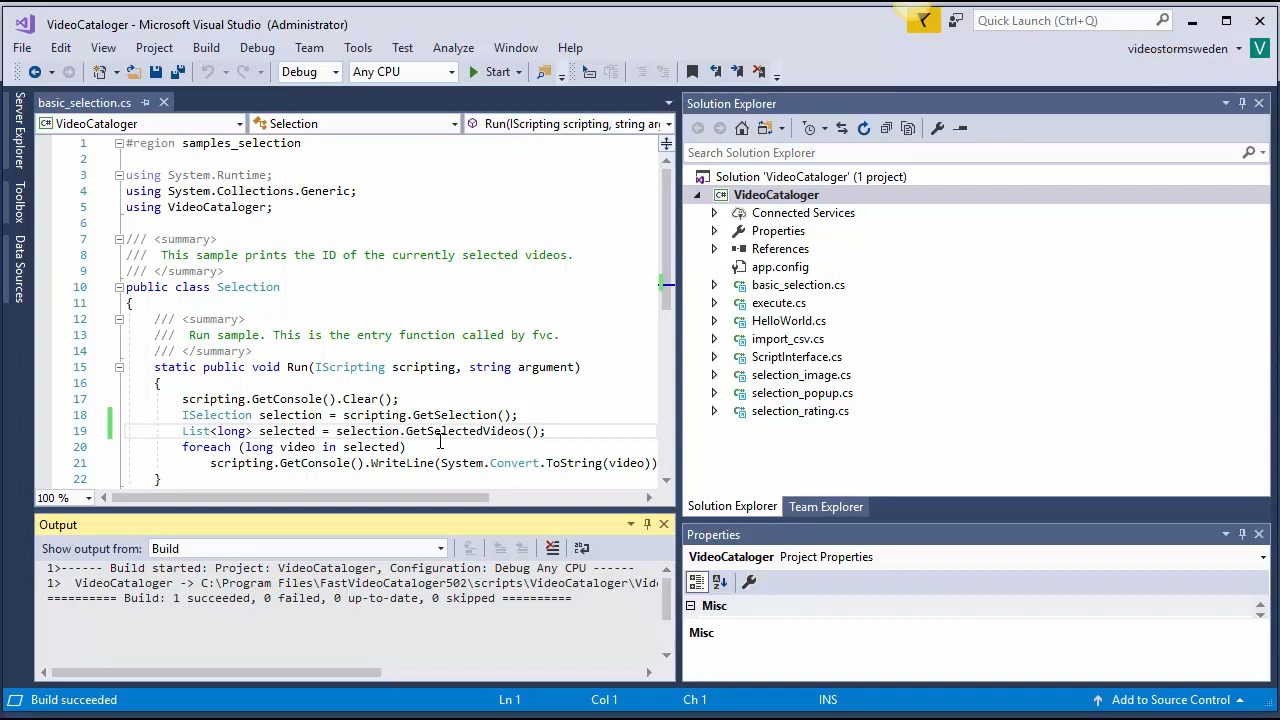 VideoCataloger - Microsoft Visual Studio (Administrator)
Quick Launch (Ctrl+Q)
File Edit View Project Build Debug Team Tools Test Analyze Window Help
videostormsweden V
Debug Any CPU Start
Server Explorer
Toolbox
Data Sources
basic_selection.cs
VideoCataloger Selection Run(IScripting scripting, string arg
1 #region samples_selection
2
3 using System.Runtime;
4 using System.Collections.Generic;
5 using VideoCataloger;
6
7 /// <summary>
8 /// This sample prints the ID of the currently selected videos.
9 /// </summary>
10 public class Selection
11 {
12 /// <summary>
13 /// Run sample. This is the entry function called by fvc.
14 /// </summary>
15 static public void Run(IScripting scripting, string argument)
16 {
17 scripting.GetConsole().Clear();
18 ISelection selection = scripting.GetSelection();
19 List<long> selected = selection.GetSelectedVideos();
20 foreach (long video in selected)
21 scripting.GetConsole().WriteLine(System.Convert.ToString(video))
22 }
100 %
Output
Show output from: Build
1>------ Build started: Project: VideoCataloger, Configuration: Debug Any CPU ------
1> VideoCataloger -> C:\Program Files\FastVideoCataloger502\scripts\VideoCataloger\Vide
========== Build: 1 succeeded, 0 failed, 0 up-to-date, 0 skipped ==========
Solution Explorer
Search Solution Explorer
Solution 'VideoCataloger' (1 project)
C# VideoCataloger
Connected Services
Properties
References
app.config
basic_selection.cs
execute.cs
HelloWorld.cs
import_csv.cs
ScriptInterface.cs
selection_image.cs
selection_popup.cs
selection_rating.cs
Solution Explorer Team Explorer
Properties
VideoCataloger Project Properties
Misc
Misc
Build succeeded Ln 1 Col 1 Ch 1 INS Add to Source Control